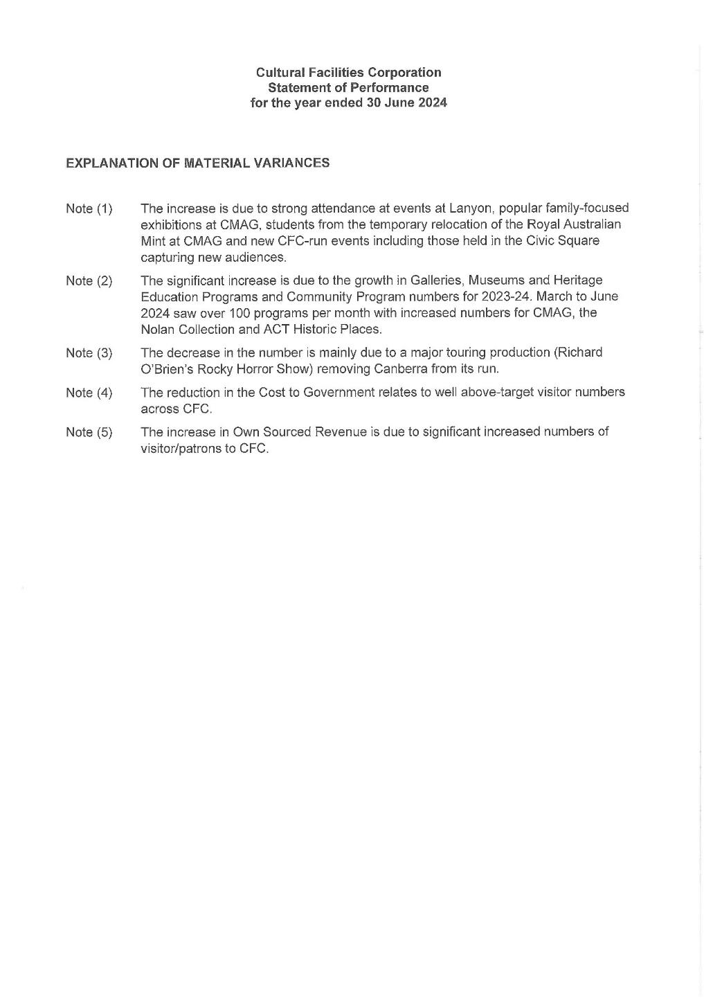 Cultural Facilities Corporation
Statement of Performance
for the year ended 30 June 2024
EXPLANATION OF MATERIAL VARIANCES
Note (1) The increase is due to strong attendance at events at Lanyon, popular family-focused
exhibitions at CMAG, students from the temporary relocation of the Royal Australian
Mint at CMAG and new CFC-run events including those held in the Civic Square
capturing new audiences.
Note (2) The significant increase is due to the growth in Galleries, Museums and Heritage
Education Programs and Community Program numbers for 2023-24. March to June
2024 saw over 100 programs per month with increased numbers for CMAG, the
Nolan Collection and ACT Historic Places.
Note (3) The decrease in the number is mainly due to a major touring production (Richard
O'Brien's Rocky Horror Show) removing Canberra from its run.
Note (4) The reduction in the Cost to Government relates to well above-target visitor numbers
across CFC.
Note (5) The increase in Own Sourced Revenue is due to significant increased numbers of
visitor/patrons to CFC.